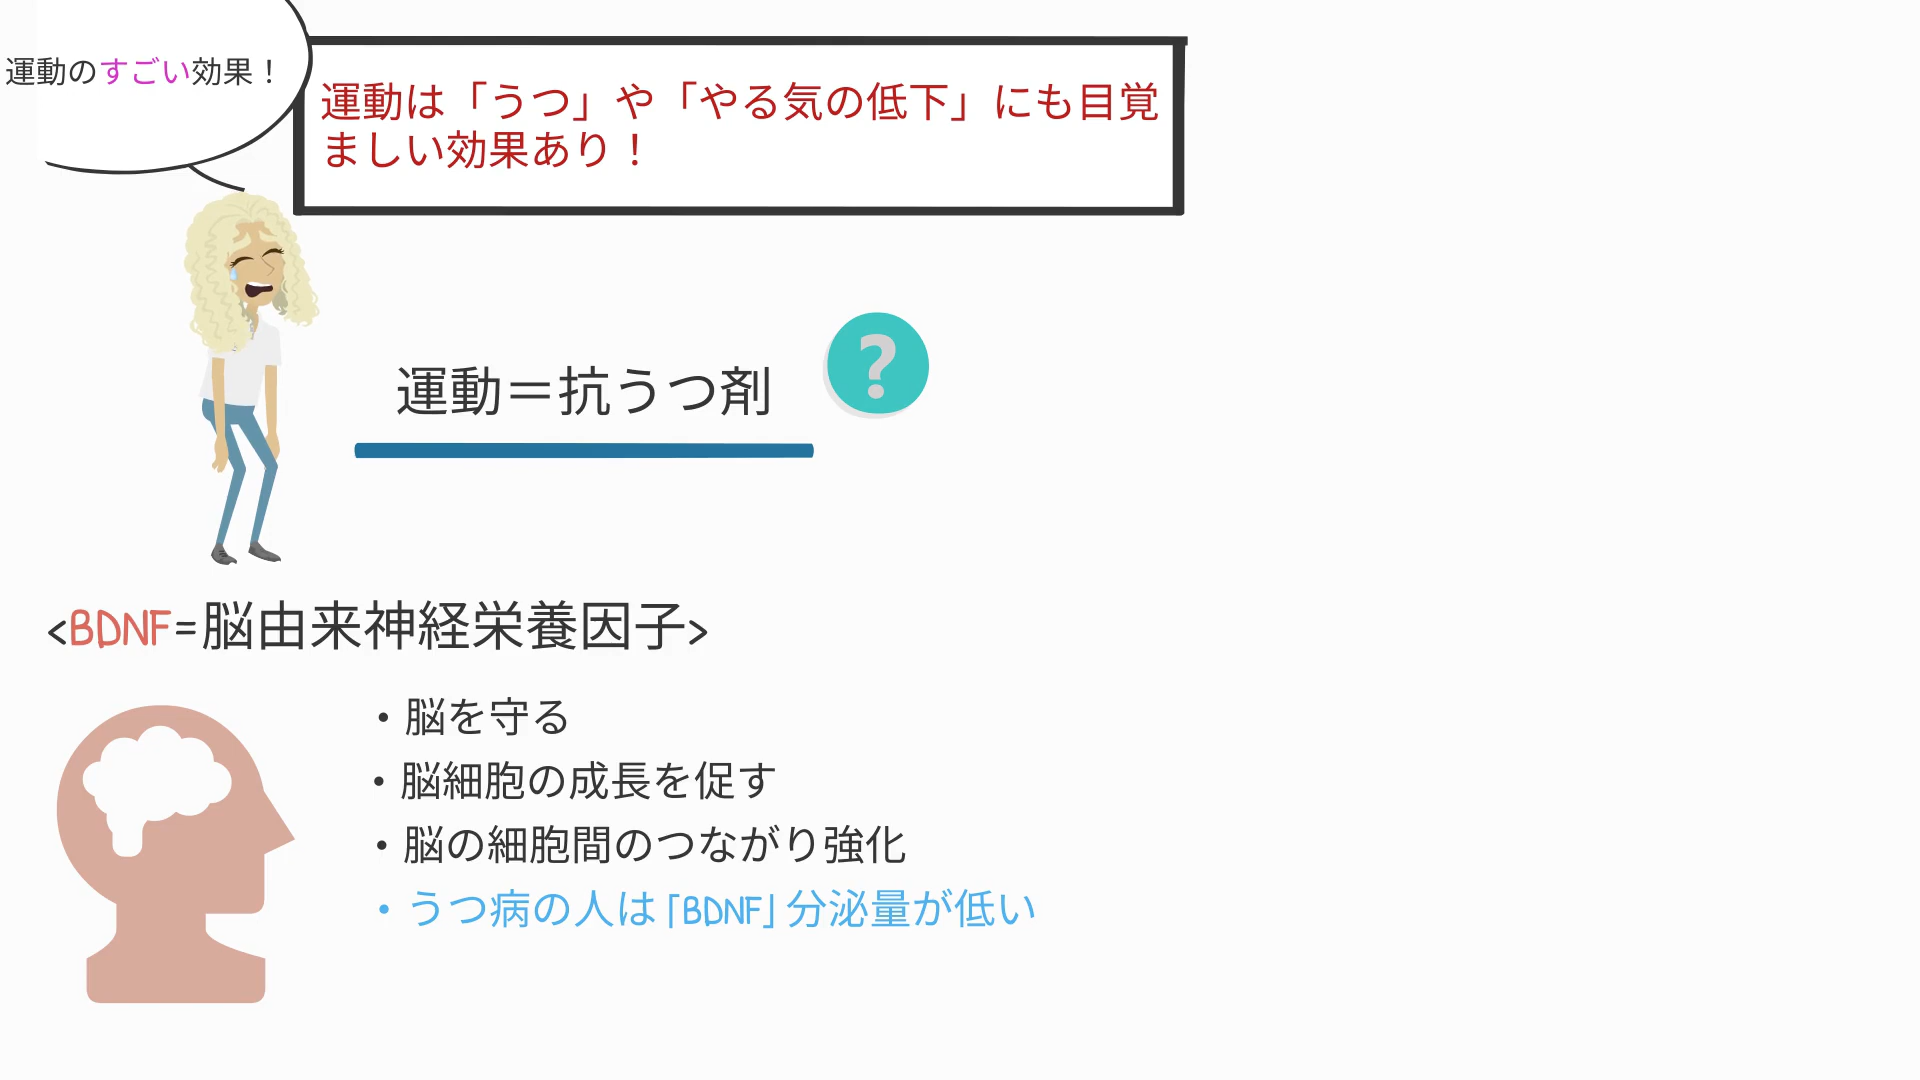 運動のすごい効果！
運動は「うつ」や「やる気の低下」にも目覚
ましい効果あり！
運動＝抗うつ剤
?
<BDNF=脳由来神経栄養因子>
・脳を守る
・脳細胞の成長を促す
・脳の細胞間のつながり強化
・うつ病の人は「BDNF」分泌量が低い